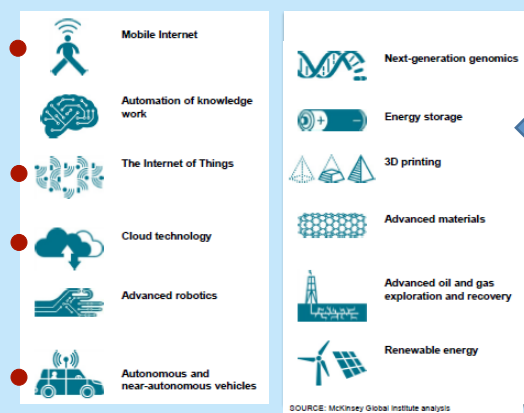 Mobile Internet
Automation of knowledge
work
The Internet of Things
Cloud technology
Advanced robotics
Autonomous and
near-autonomous vehicles
Next-generation genomics
Energy storage
3D printing
Advanced materials
Advanced oil and gas
exploration and recovery
Renewable energy
SOURCE: McKinsey Global Institute analysis